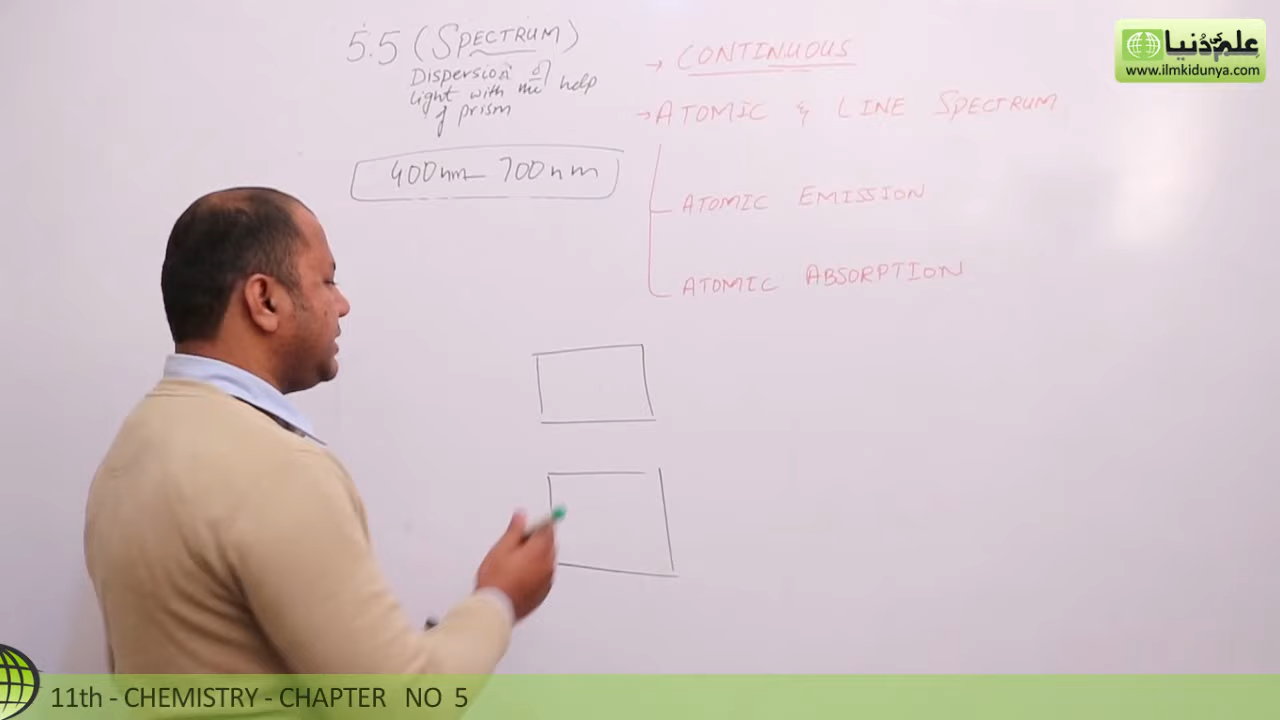 5.5 (SPECTRUM)
Dispersion of
light with the help
of prism
400nm - 700nm
→ CONTINUOUS
→ ATOMIC & LINE SPECTRUM
ATOMIC EMISSION
ATOMIC ABSORPTION
علم کی دنیا
www.ilmkidunya.com
11th - CHEMISTRY - CHAPTER NO 5